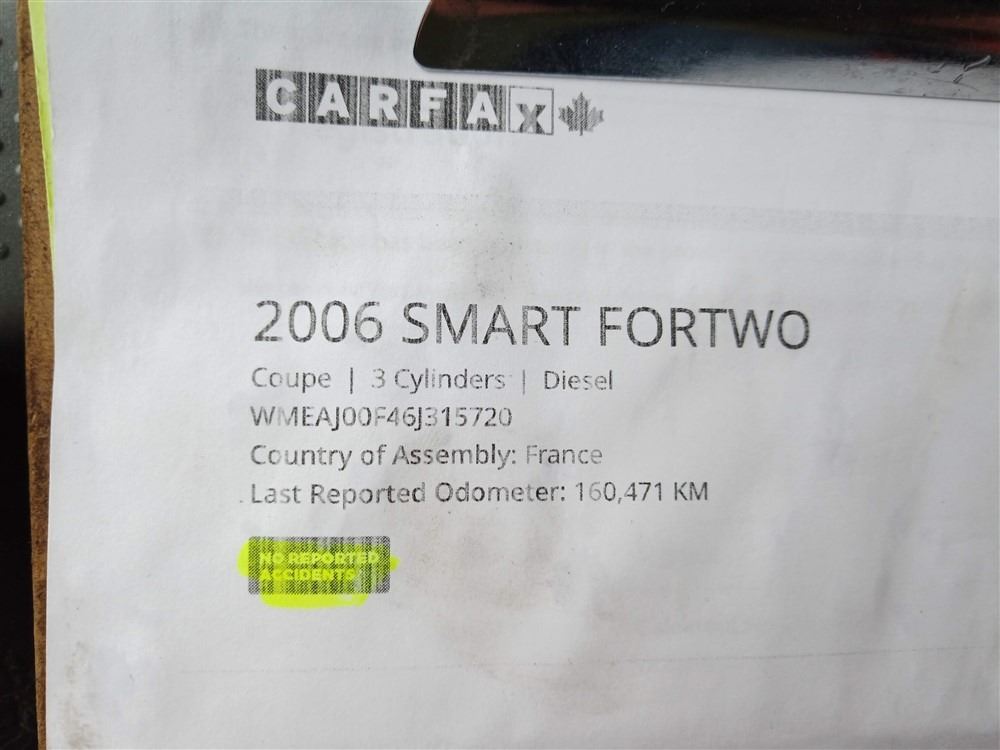 CARFAX
2006 SMART FORTWO
Coupe | 3 Cylinders | Diesel
WMEAJ00F46J315720
Country of Assembly: France
Last Reported Odometer: 160,471 KM
NO REPORTED
ACCIDENTS